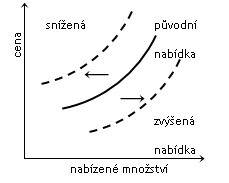 cena
snížená
původní
nabídka
zvýšená
nabídka
nabízené množství